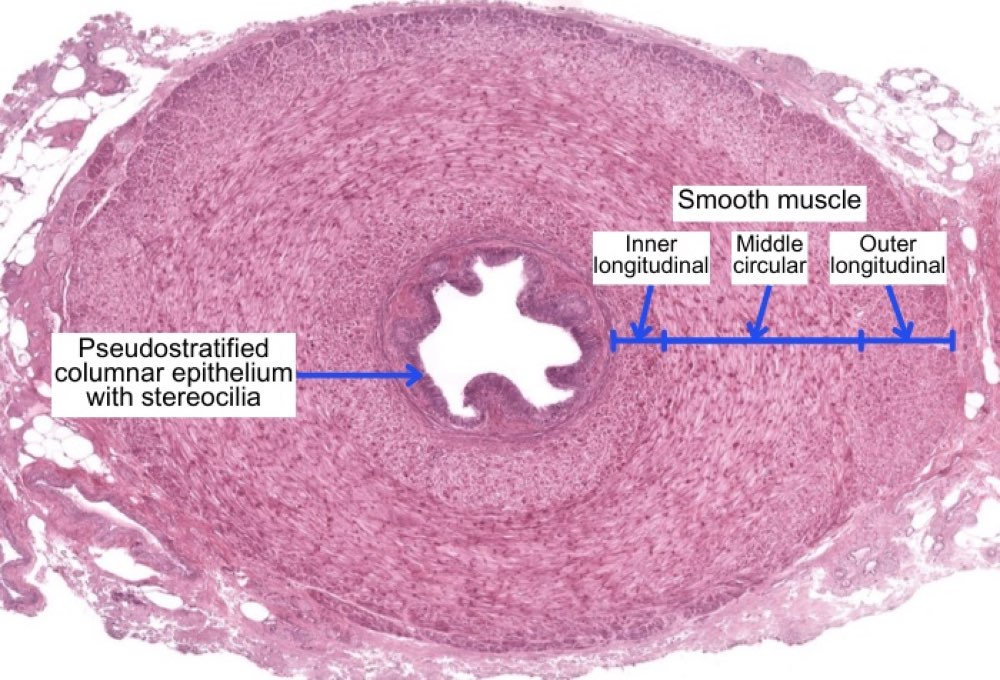 Smooth muscle
Inner
longitudinal
Middle
circular
Outer
longitudinal
Pseudostratified
columnar epithelium
with stereocilia